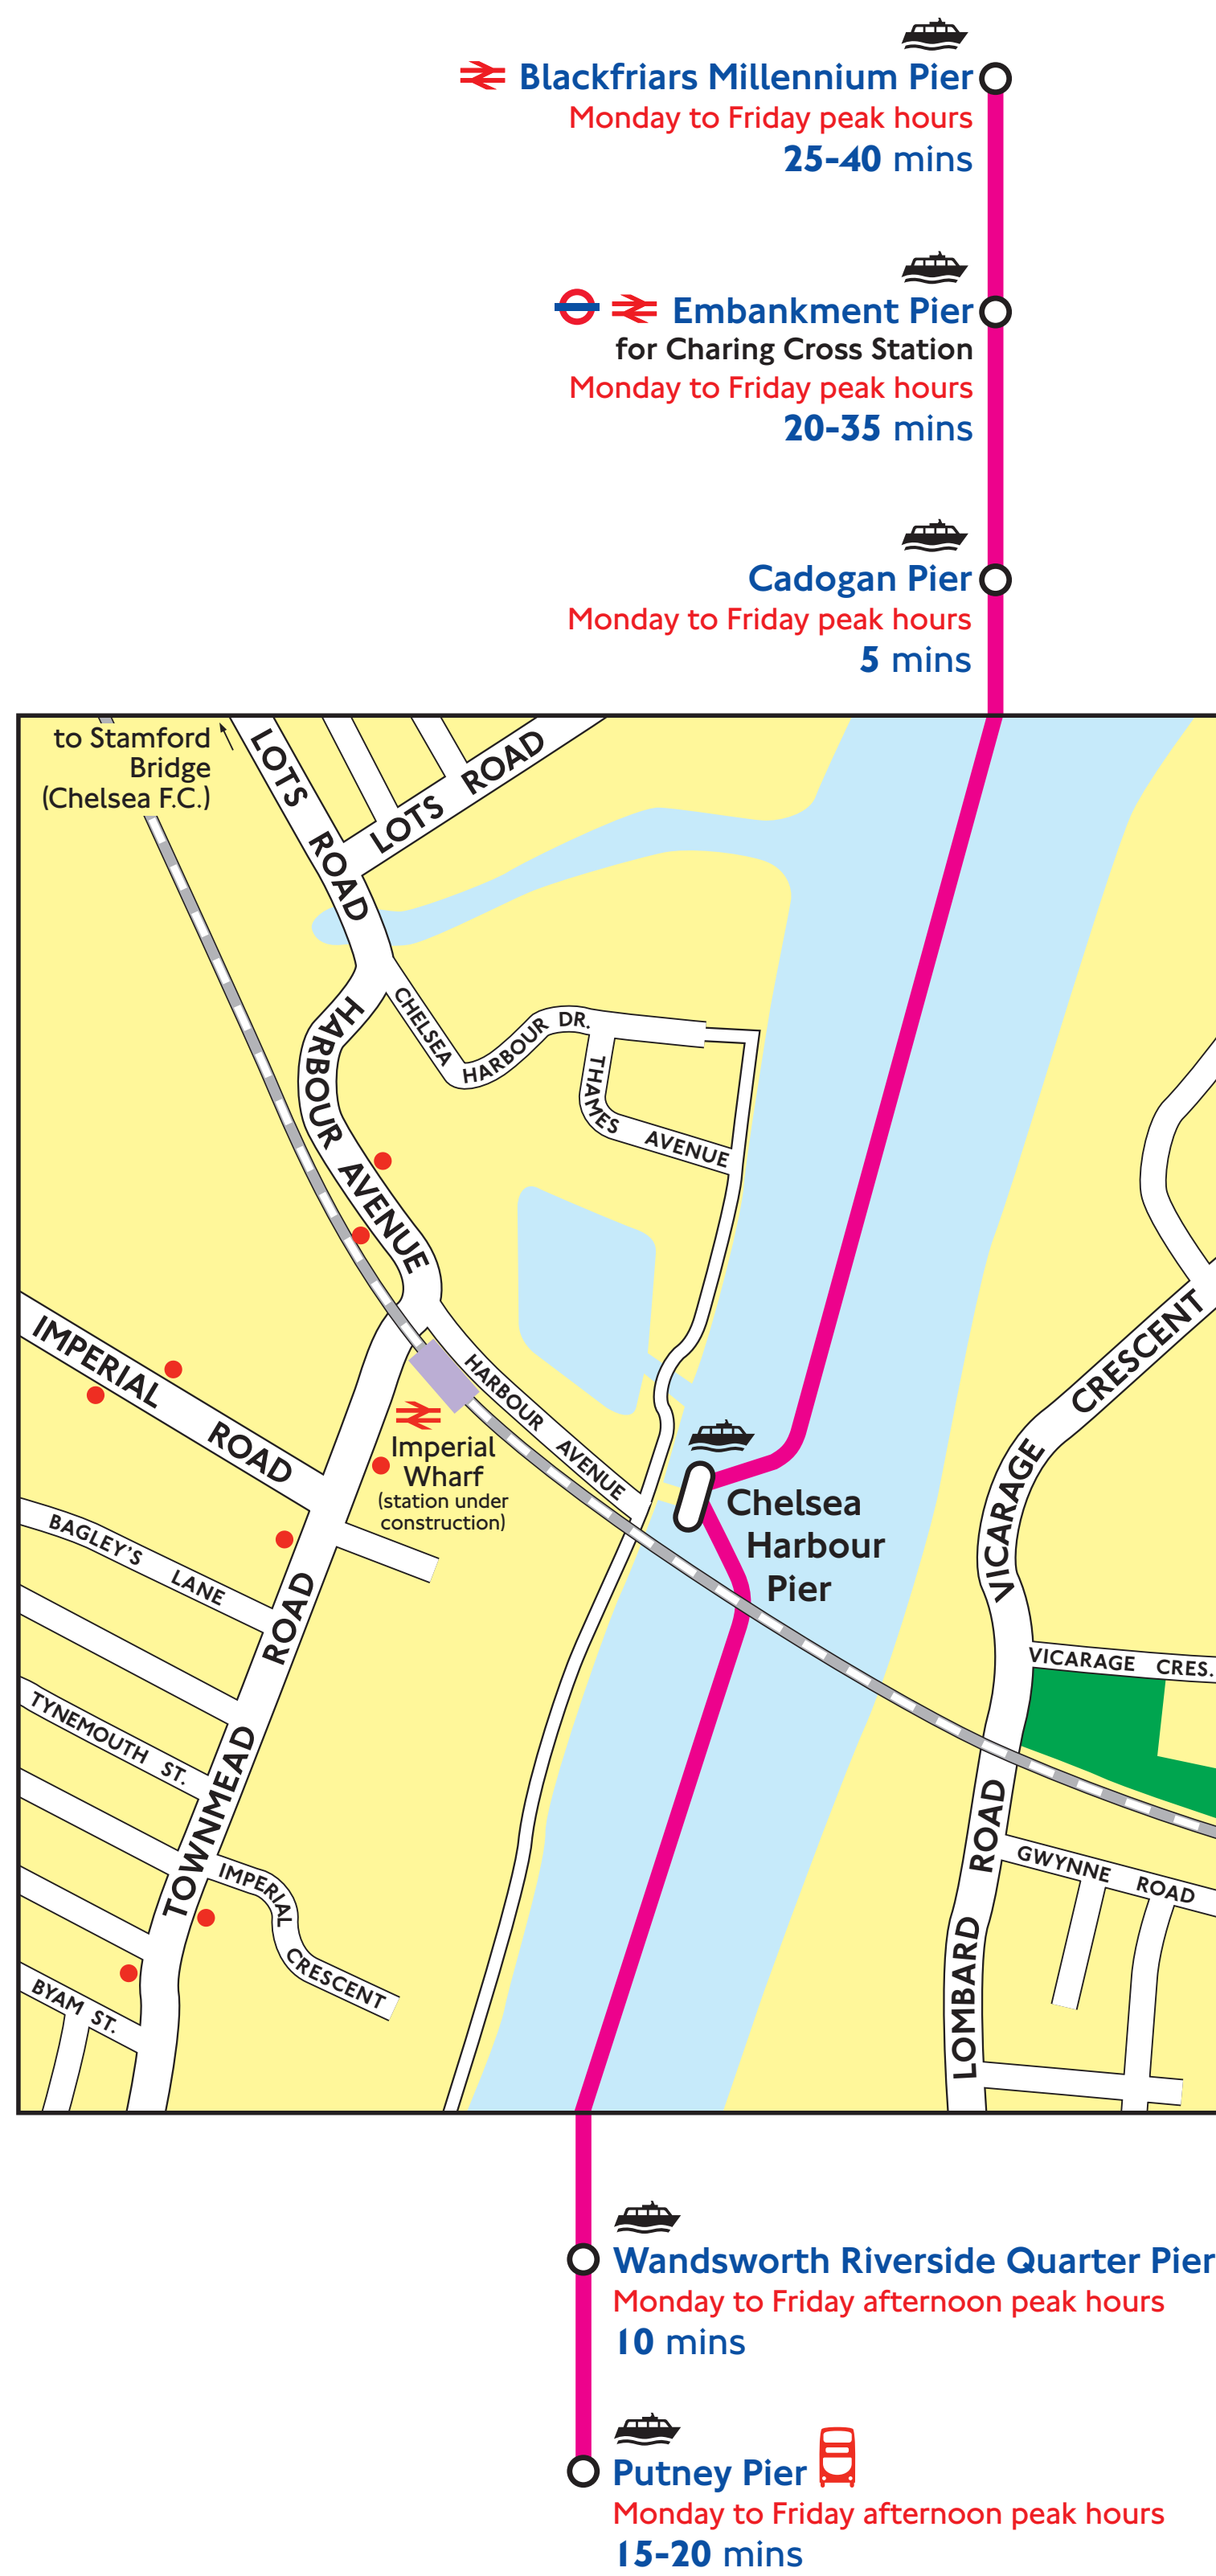 Blackfriars Millennium Pier
Monday to Friday peak hours
25-40 mins
Embankment Pier
for Charing Cross Station
Monday to Friday peak hours
20-35 mins
Cadogan Pier
Monday to Friday peak hours
5 mins
to Stamford
Bridge
(Chelsea F.C.)
LOTS ROAD
LOTS ROAD
HARBOUR AVENUE
CHELSEA HARBOUR DR.
THAMES AVENUE
IMPERIAL ROAD
HARBOUR AVENUE
Imperial
Wharf
(station under
construction)
Chelsea
Harbour
Pier
VICARAGE CRESCENT
BAGLEY'S LANE
TOWNMEAD ROAD
VICARAGE CRES.
TYNEMOUTH ST.
IMPERIAL CRESCENT
GWYNNE ROAD
LOMBARD ROAD
BYAM ST.
Wandsworth Riverside Quarter Pier
Monday to Friday afternoon peak hours
10 mins
Putney Pier
Monday to Friday afternoon peak hours
15-20 mins